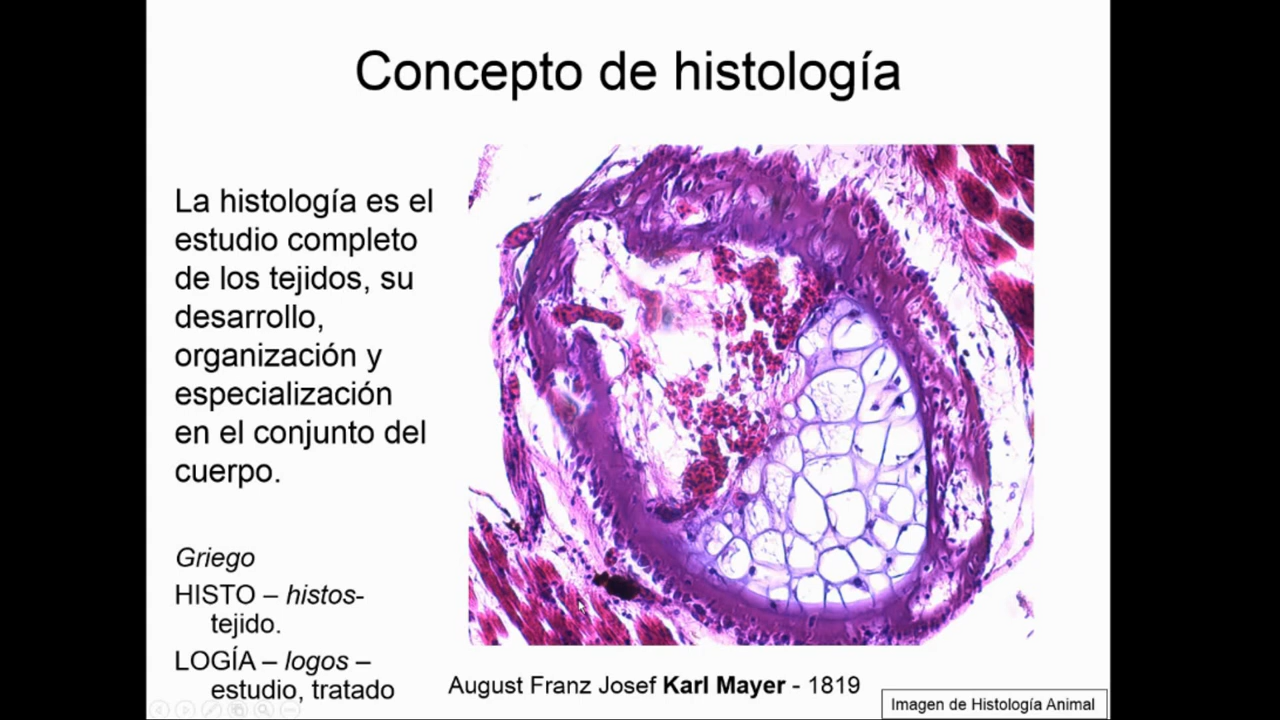 Concepto de histología
La histología es el
estudio completo
de los tejidos, su
desarrollo,
organización y
especialización
en el conjunto del
cuerpo.
Griego
HISTO – histos-
tejido.
LOGÍA – logos –
estudio, tratado
August Franz Josef Karl Mayer - 1819
Imagen de Histología Animal